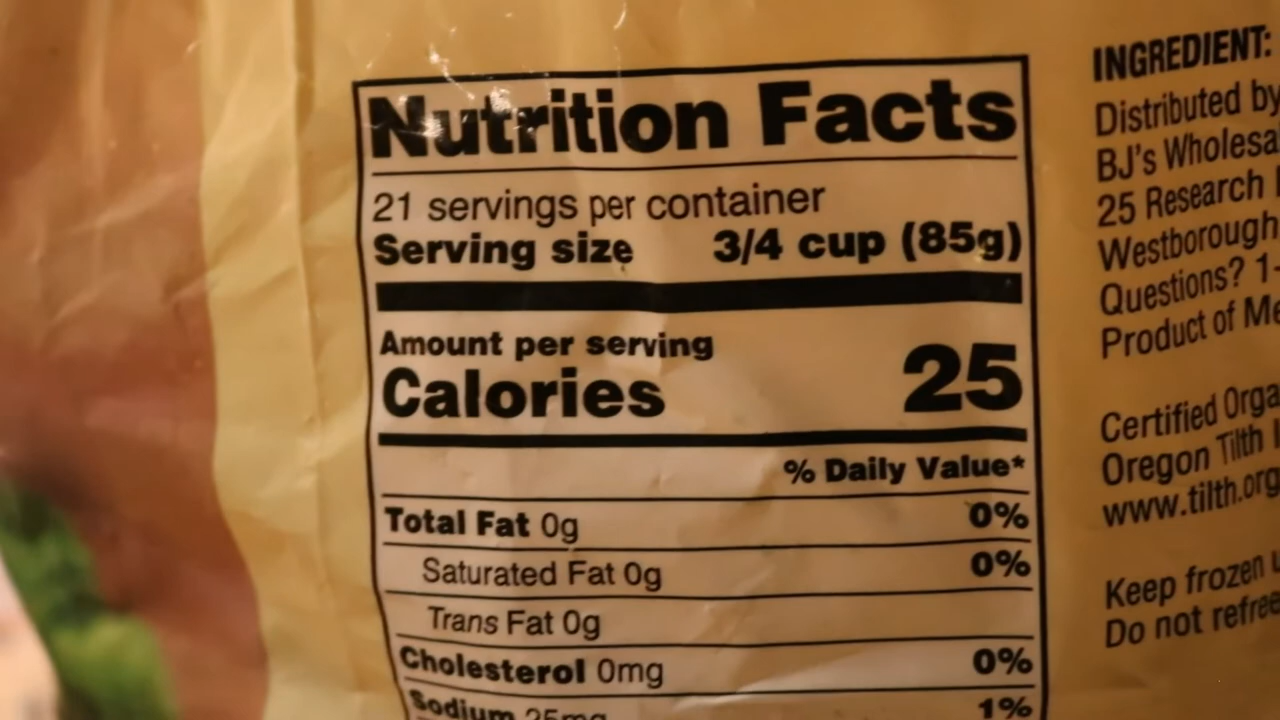 Nutrition Facts
21 servings per container
Serving size 3/4 cup (85g)
Amount per serving
Calories 25
% Daily Value*
Total Fat 0g 0%
Saturated Fat 0g 0%
Trans Fat 0g
Cholesterol 0mg 0%
Sodium 25mg 1%
INGREDIENT:
Distributed by
BJ's Wholesa
25 Research
Westborough
Questions? 1-
Product of Me
Certified Orga
Oregon Tilth
www.tilth.org
Keep frozen
Do not refree